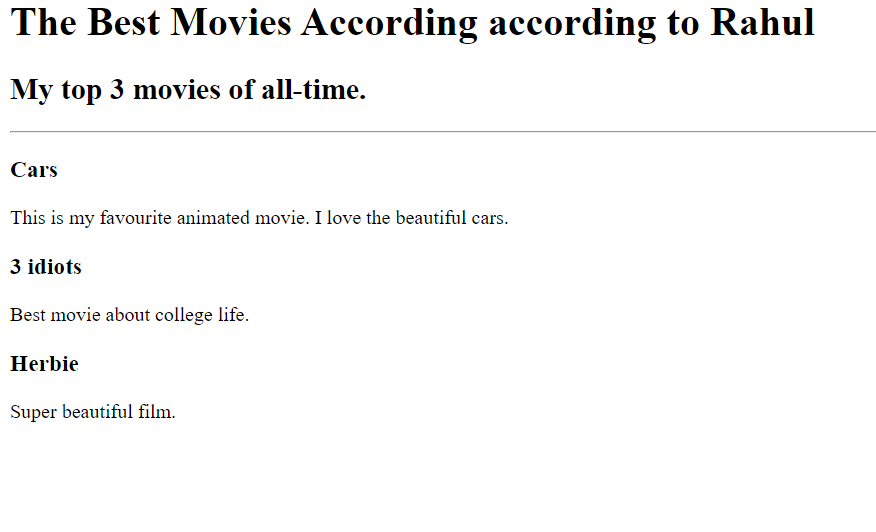 The Best Movies According according to Rahul
My top 3 movies of all-time.
Cars
This is my favourite animated movie. I love the beautiful cars.
3 idiots
Best movie about college life.
Herbie
Super beautiful film.